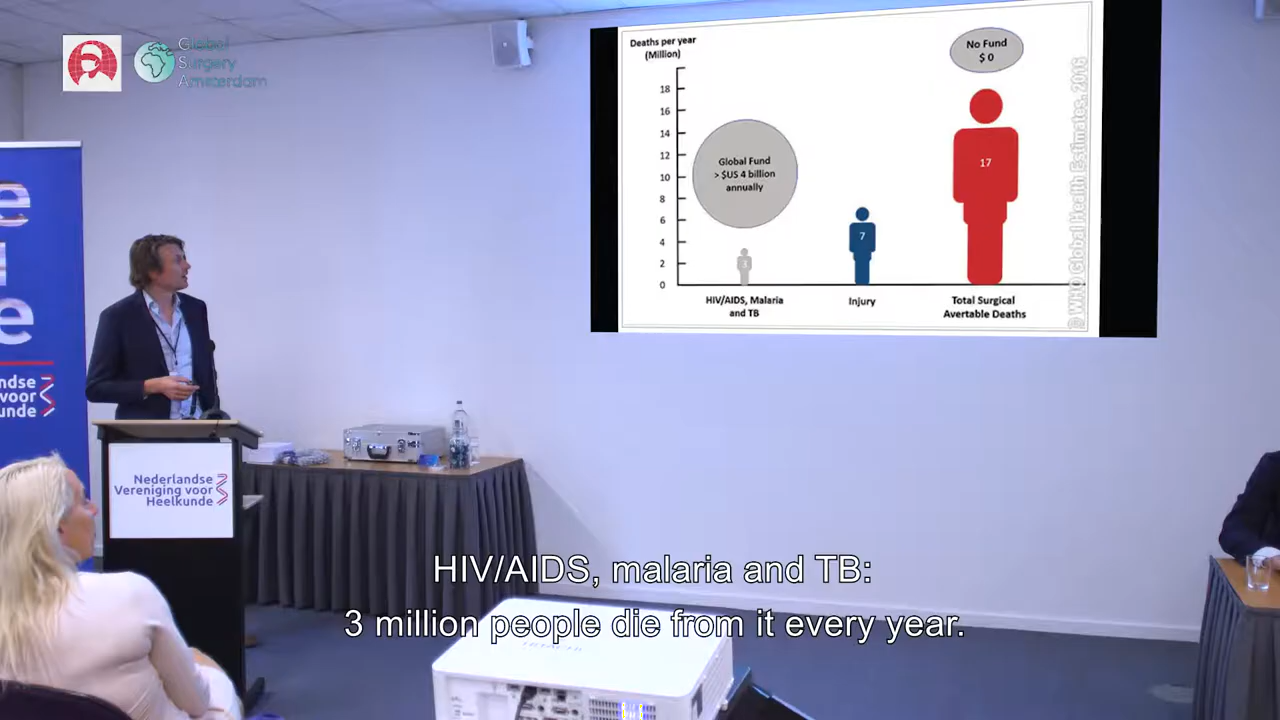 Global
Surgery
Amsterdam
Deaths per year
(Million)
18
16
14
12
10
8
6
4
2
0
Global Fund
> $US 4 billion
annually
No Fund
$ 0
3
7
17
HIV/AIDS, Malaria
and TB
Injury
Total Surgical
Avertable Deaths
© WHO Global Health Estimates. 2016
e
e
ndse
voor
unde
Nederlandse
Vereniging voor
Heelkunde
HITACHI
HIV/AIDS, malaria and TB:
3 million people die from it every year.